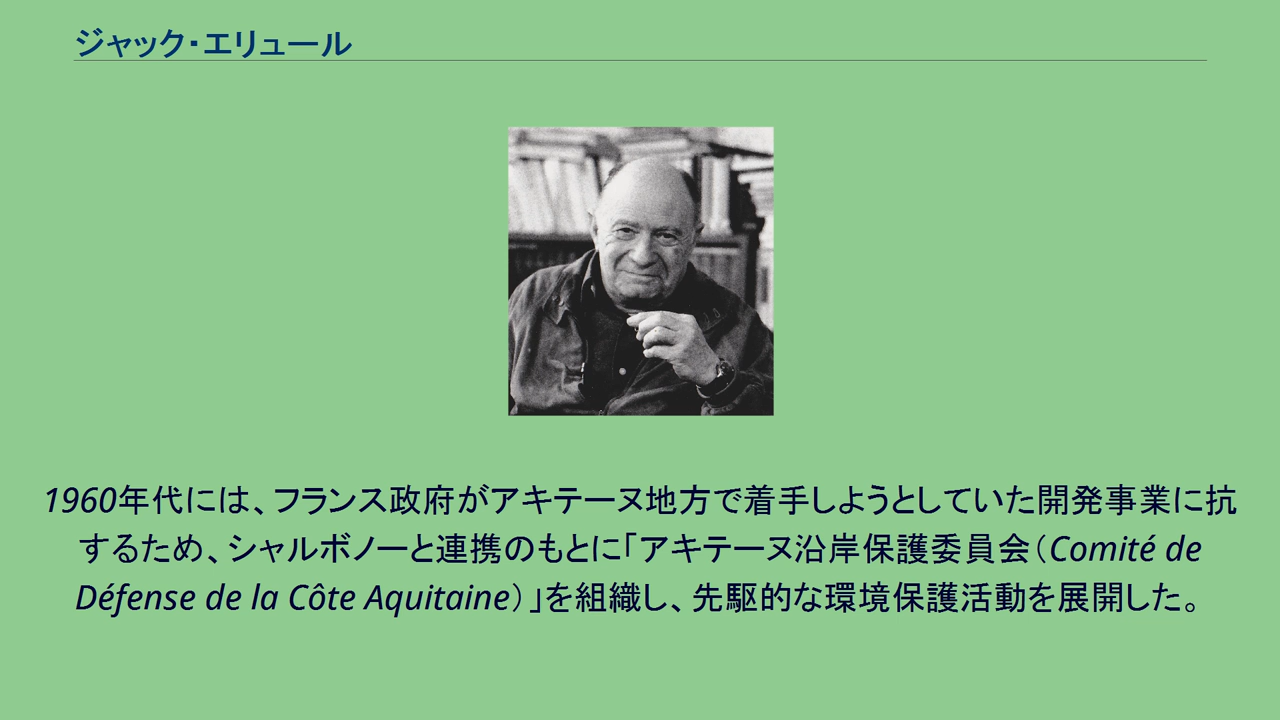 ジャック・エリュール
1960年代には、フランス政府がアキテーヌ地方で着手しようとしていた開発事業に抗
するため、シャルボノーと連携のもとに「アキテーヌ沿岸保護委員会（Comité de
Défense de la Côte Aquitaine）」を組織し、先駆的な環境保護活動を展開した。